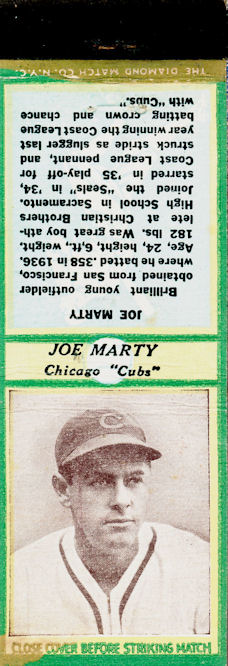 THE DIAMOND MATCH CO. N.Y.C.
JOE MARTY
Brilliant young outfielder
obtained from San Francisco,
where he batted .358 in 1936.
Age, 24, height, 6 ft., weight,
182 lbs. Was great boy ath-
lete at Christian Brothers
High School in Sacramento.
Joined the "Seals" in '34,
starred in '35 play-off for
Coast League pennant, and
struck stride as slugger last
year winning the Coast League
batting crown and chance
with "Cubs".
JOE MARTY
Chicago "Cubs"
C
CLOSE COVER BEFORE STRIKING MATCH